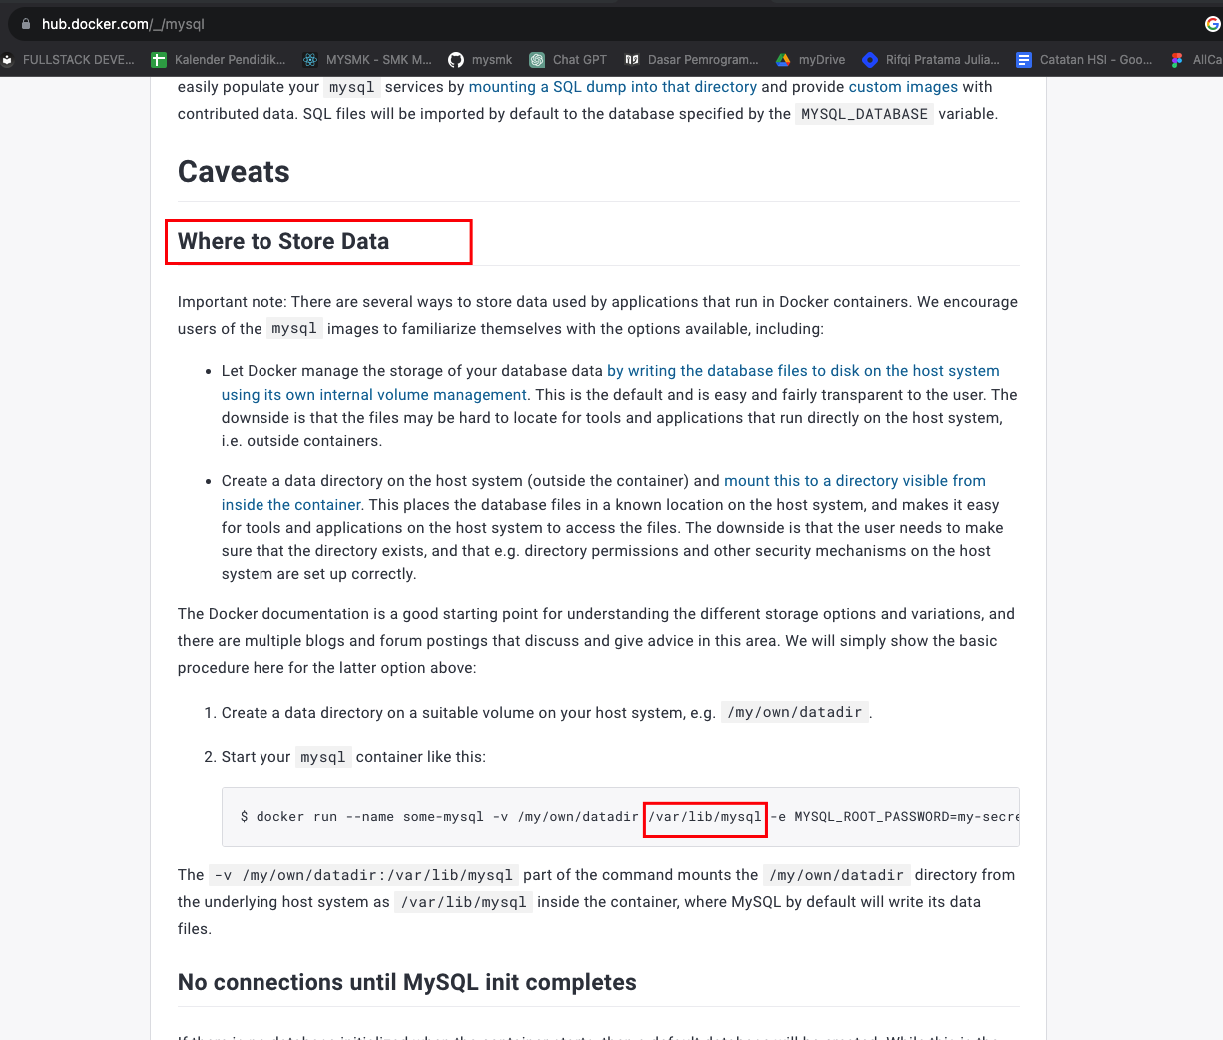 hub.docker.com/_/mysql
FULLSTACK DEVE... Kalender Pendidik... MYSMK - SMK M... mysmk Chat GPT Dasar Pemrogram... myDrive Rifqi Pratama Julia... Catatan HSI - Goo... AllCa
easily populate your mysql services by mounting a SQL dump into that directory and provide custom images with
contributed data. SQL files will be imported by default to the database specified by the MYSQL_DATABASE variable.
Caveats
Where to Store Data
Important note: There are several ways to store data used by applications that run in Docker containers. We encourage
users of the mysql images to familiarize themselves with the options available, including:
• Let Docker manage the storage of your database data by writing the database files to disk on the host system
using its own internal volume management. This is the default and is easy and fairly transparent to the user. The
downside is that the files may be hard to locate for tools and applications that run directly on the host system,
i.e. outside containers.
• Create a data directory on the host system (outside the container) and mount this to a directory visible from
inside the container. This places the database files in a known location on the host system, and makes it easy
for tools and applications on the host system to access the files. The downside is that the user needs to make
sure that the directory exists, and that e.g. directory permissions and other security mechanisms on the host
system are set up correctly.
The Docker documentation is a good starting point for understanding the different storage options and variations, and
there are multiple blogs and forum postings that discuss and give advice in this area. We will simply show the basic
procedure here for the latter option above:
1. Create a data directory on a suitable volume on your host system, e.g. /my/own/datadir.
2. Start your mysql container like this:
$ docker run --name some-mysql -v /my/own/datadir /var/lib/mysql -e MYSQL_ROOT_PASSWORD=my-secre
The -v /my/own/datadir:/var/lib/mysql part of the command mounts the /my/own/datadir directory from
the underlying host system as /var/lib/mysql inside the container, where MySQL by default will write its data
files.
No connections until MySQL init completes